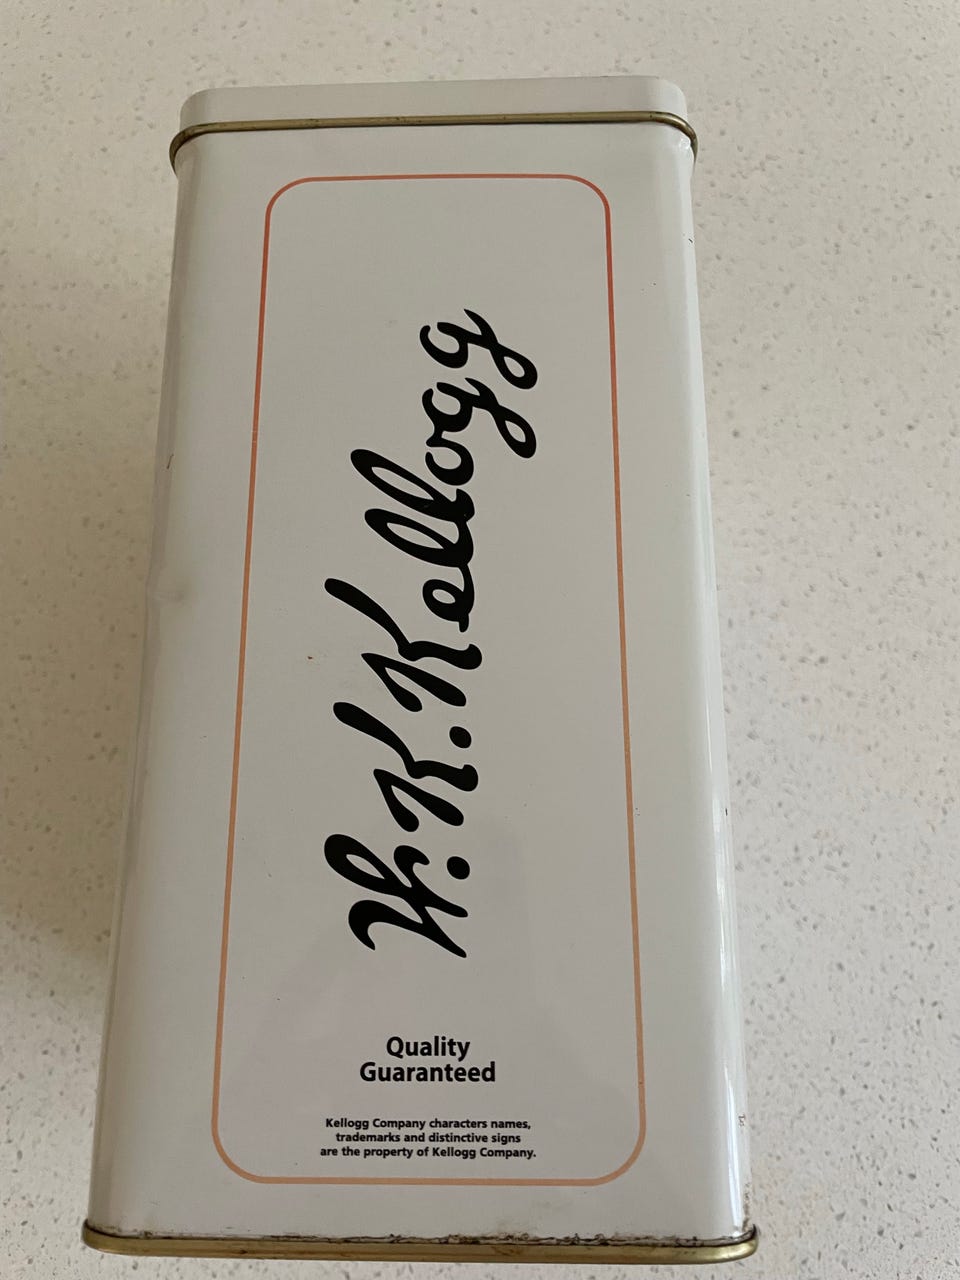 W.K.Kellogg
Quality
Guaranteed
Kellogg Company characters names,
trademarks and distinctive signs
are the property of Kellogg Company.